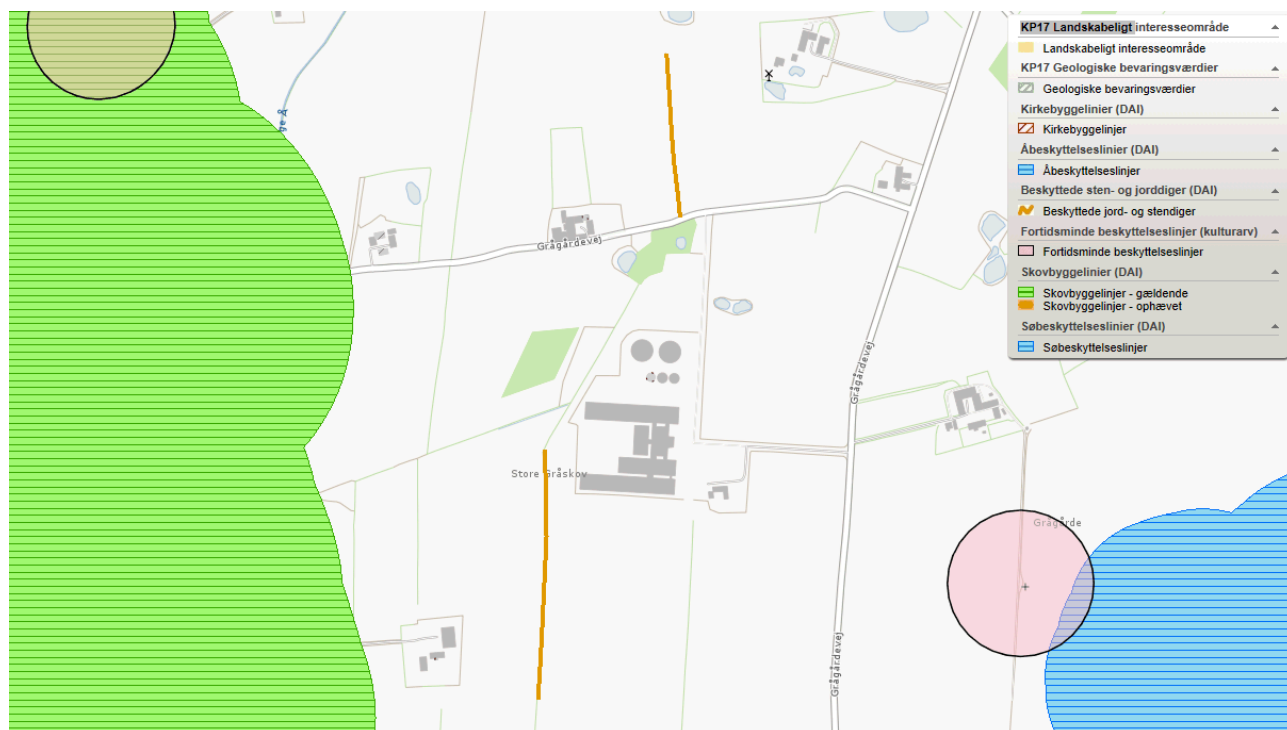 KP17 Landskabeligt interesseområde
Landskabeligt interesseområde
KP17 Geologiske bevaringsværdier
Geologiske bevaringsværdier
Kirkebyggelinier (DAI)
Kirkebyggelinjer
Åbeskyttelseslinier (DAI)
Åbeskyttelseslinjer
Beskyttede sten- og jorddiger (DAI)
Beskyttede jord- og stendiger
Fortidsminde beskyttelseslinjer (kulturarv)
Fortidsminde beskyttelseslinjer
Skovbyggelinier (DAI)
Skovbyggelinjer - gældende
Skovbyggelinjer - ophævet
Søbeskyttelseslinier (DAI)
Søbeskyttelseslinjer
ge Å
Grågårdevej
Grågårdevej
Store Gråskov
Grågårde
Grågårdevej